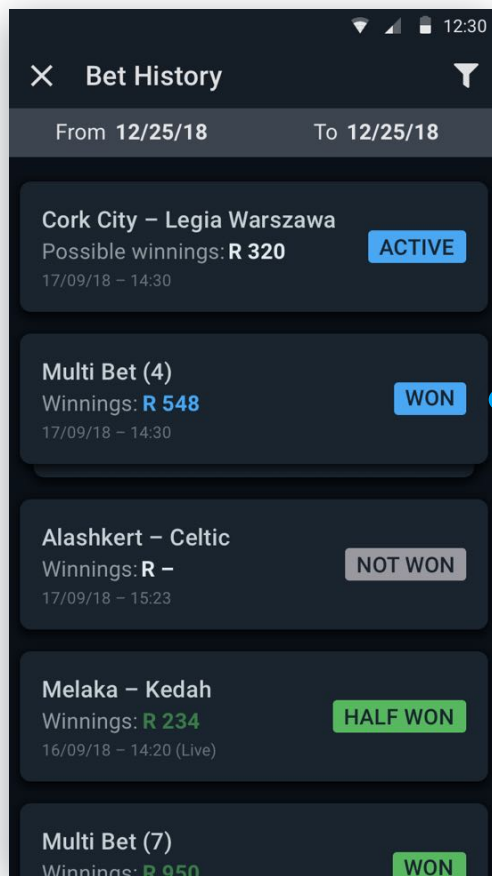 12:30
Bet History
From 12/25/18 To 12/25/18
Cork City – Legia Warszawa
Possible winnings: R 320
ACTIVE
17/09/18 – 14:30
Multi Bet (4)
Winnings: R 548
WON
17/09/18 – 14:30
Alashkert – Celtic
Winnings: R –
NOT WON
17/09/18 – 15:23
Melaka – Kedah
Winnings: R 234
HALF WON
16/09/18 – 14:20 (Live)
Multi Bet (7)
Winnings: R 950
WON